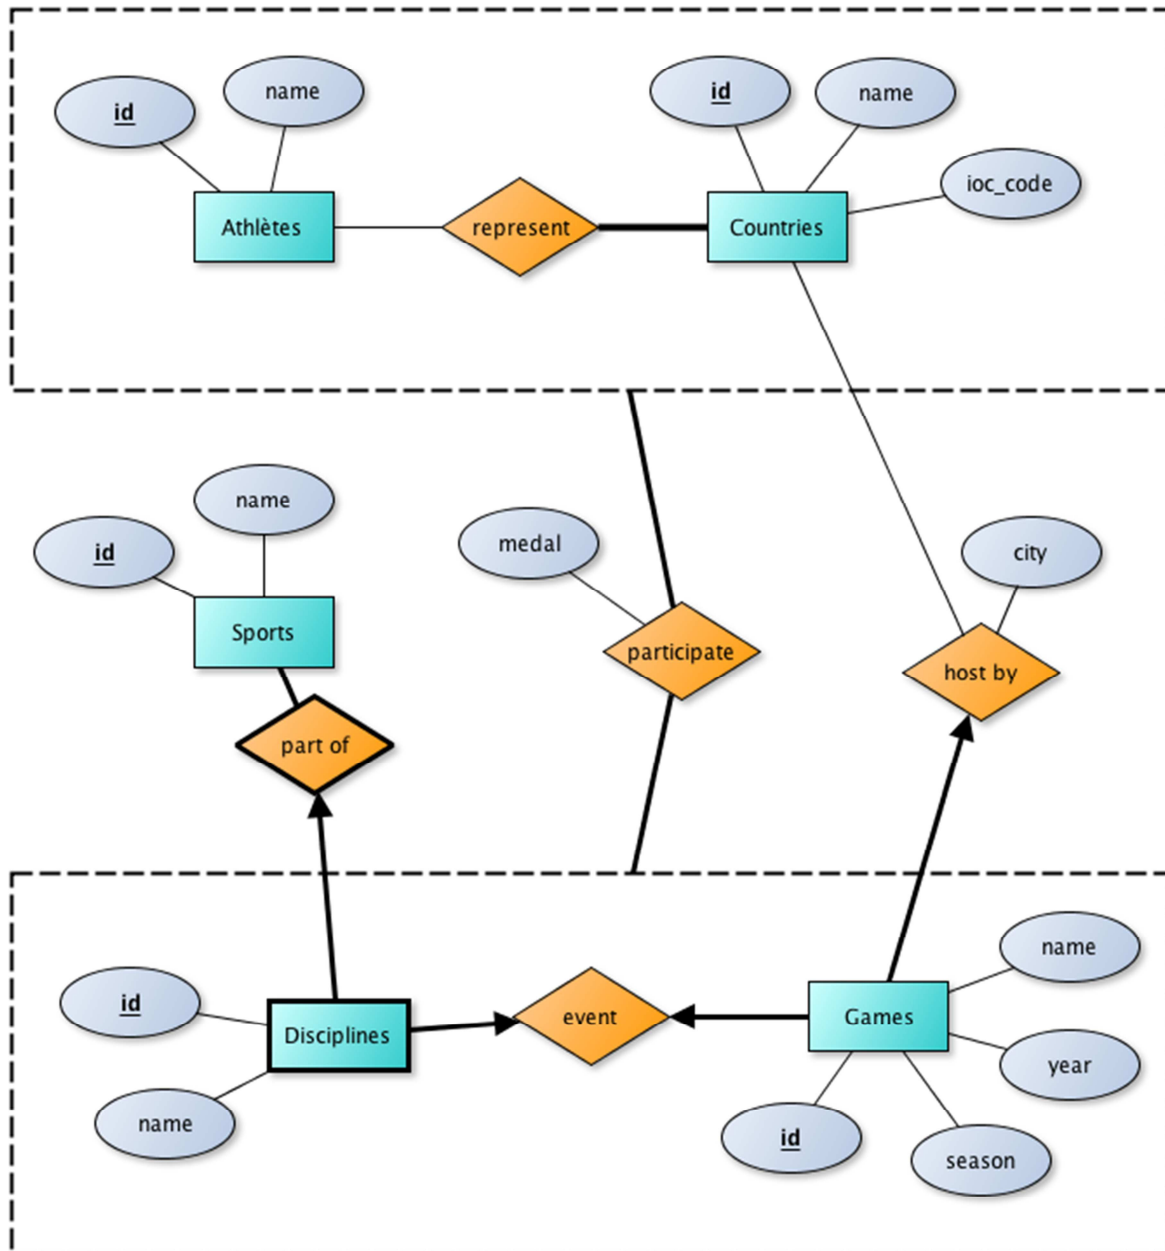 id
name
id
name
ioc_code
Athlètes
represent
Countries
name
id
medal
city
Sports
participate
host by
part of
name
id
event
Games
Disciplines
year
name
id
season